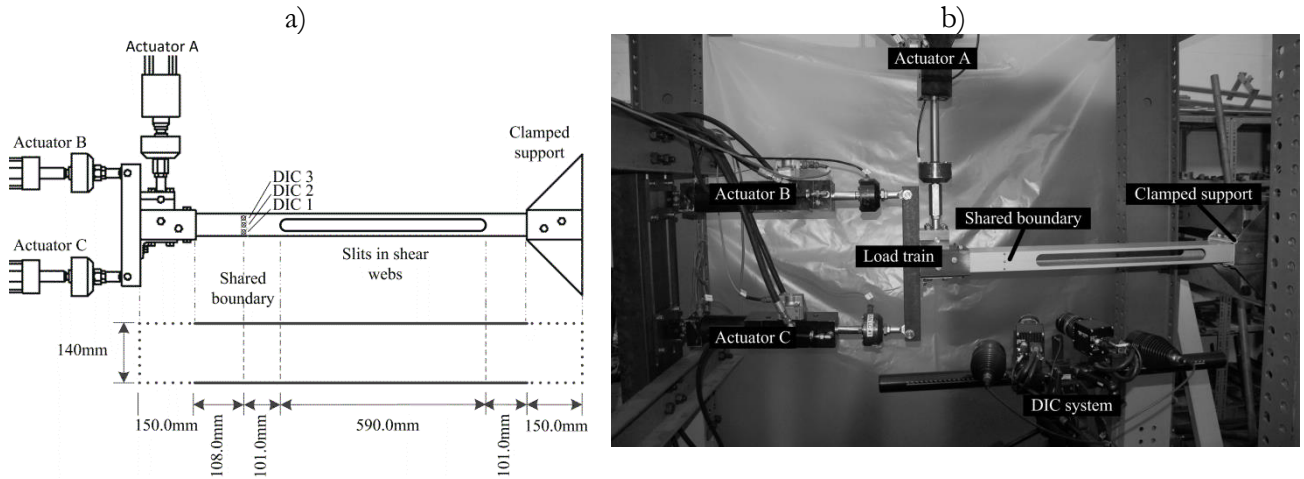 a)
Actuator A
Actuator B
Clamped
support
DIC 3
DIC 2
DIC 1
Actuator C
Slits in shear
webs
Shared
boundary
140mm
150.0mm
108.0mm
101.0mm
590.0mm
101.0mm
150.0mm
b)
Actuator A
Actuator B
Clamped support
Shared boundary
Load train
Actuator C
DIC system